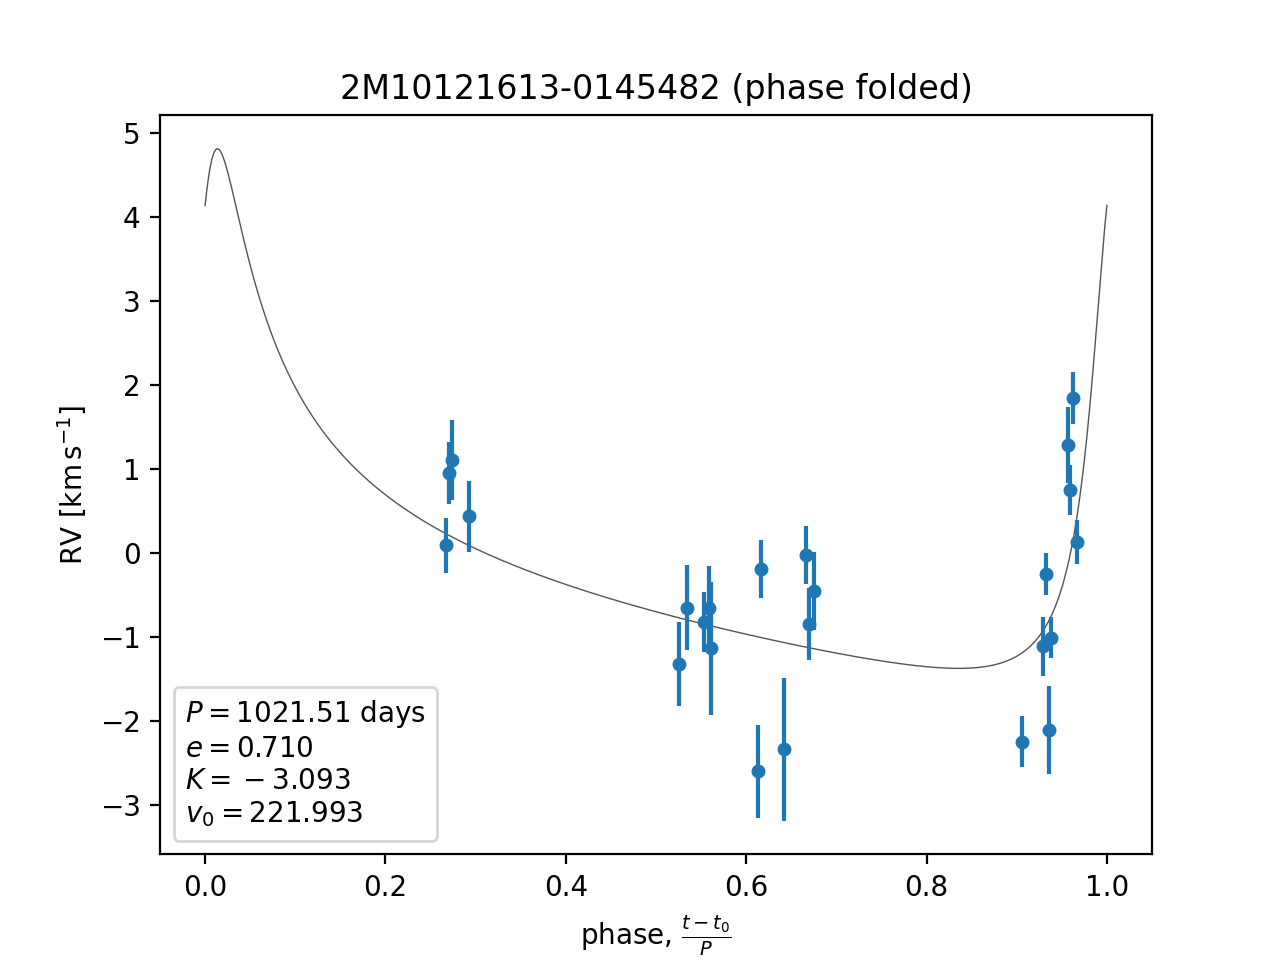 2M10121613-0145482 (phase folded)
RV [km s⁻¹]
5
4
3
2
1
0
−1
−2
−3
P = 1021.51 days
e = 0.710
K = − 3.093
v₀ = 221.993
0.0 0.2 0.4 0.6 0.8 1.0
phase, (t − t₀)/P